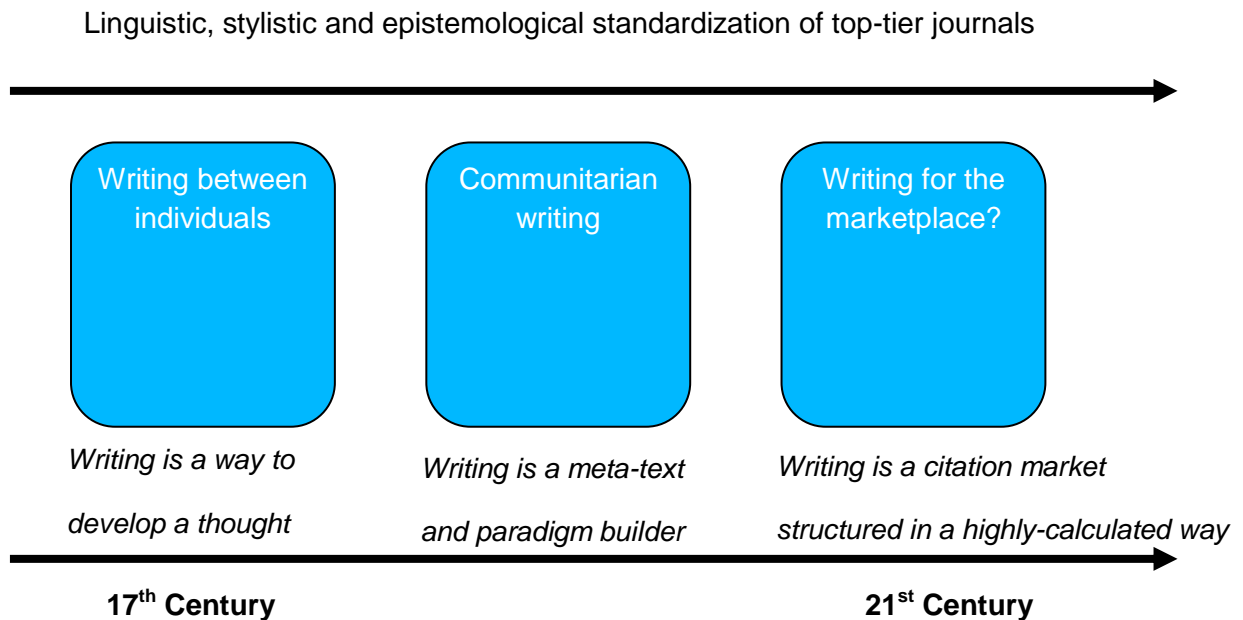 Linguistic, stylistic and epistemological standardization of top-tier journals
Writing between
individuals
Communitarian
writing
Writing for the
marketplace?
Writing is a way to
develop a thought
Writing is a meta-text
and paradigm builder
Writing is a citation market
structured in a highly-calculated way
17th Century
21st Century